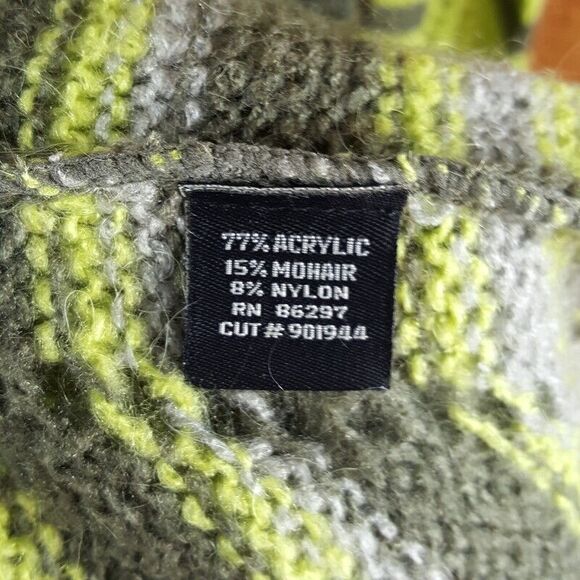 77% ACRYLIC
15% MOHAIR
8% NYLON
RN 86297
CUT # 901944